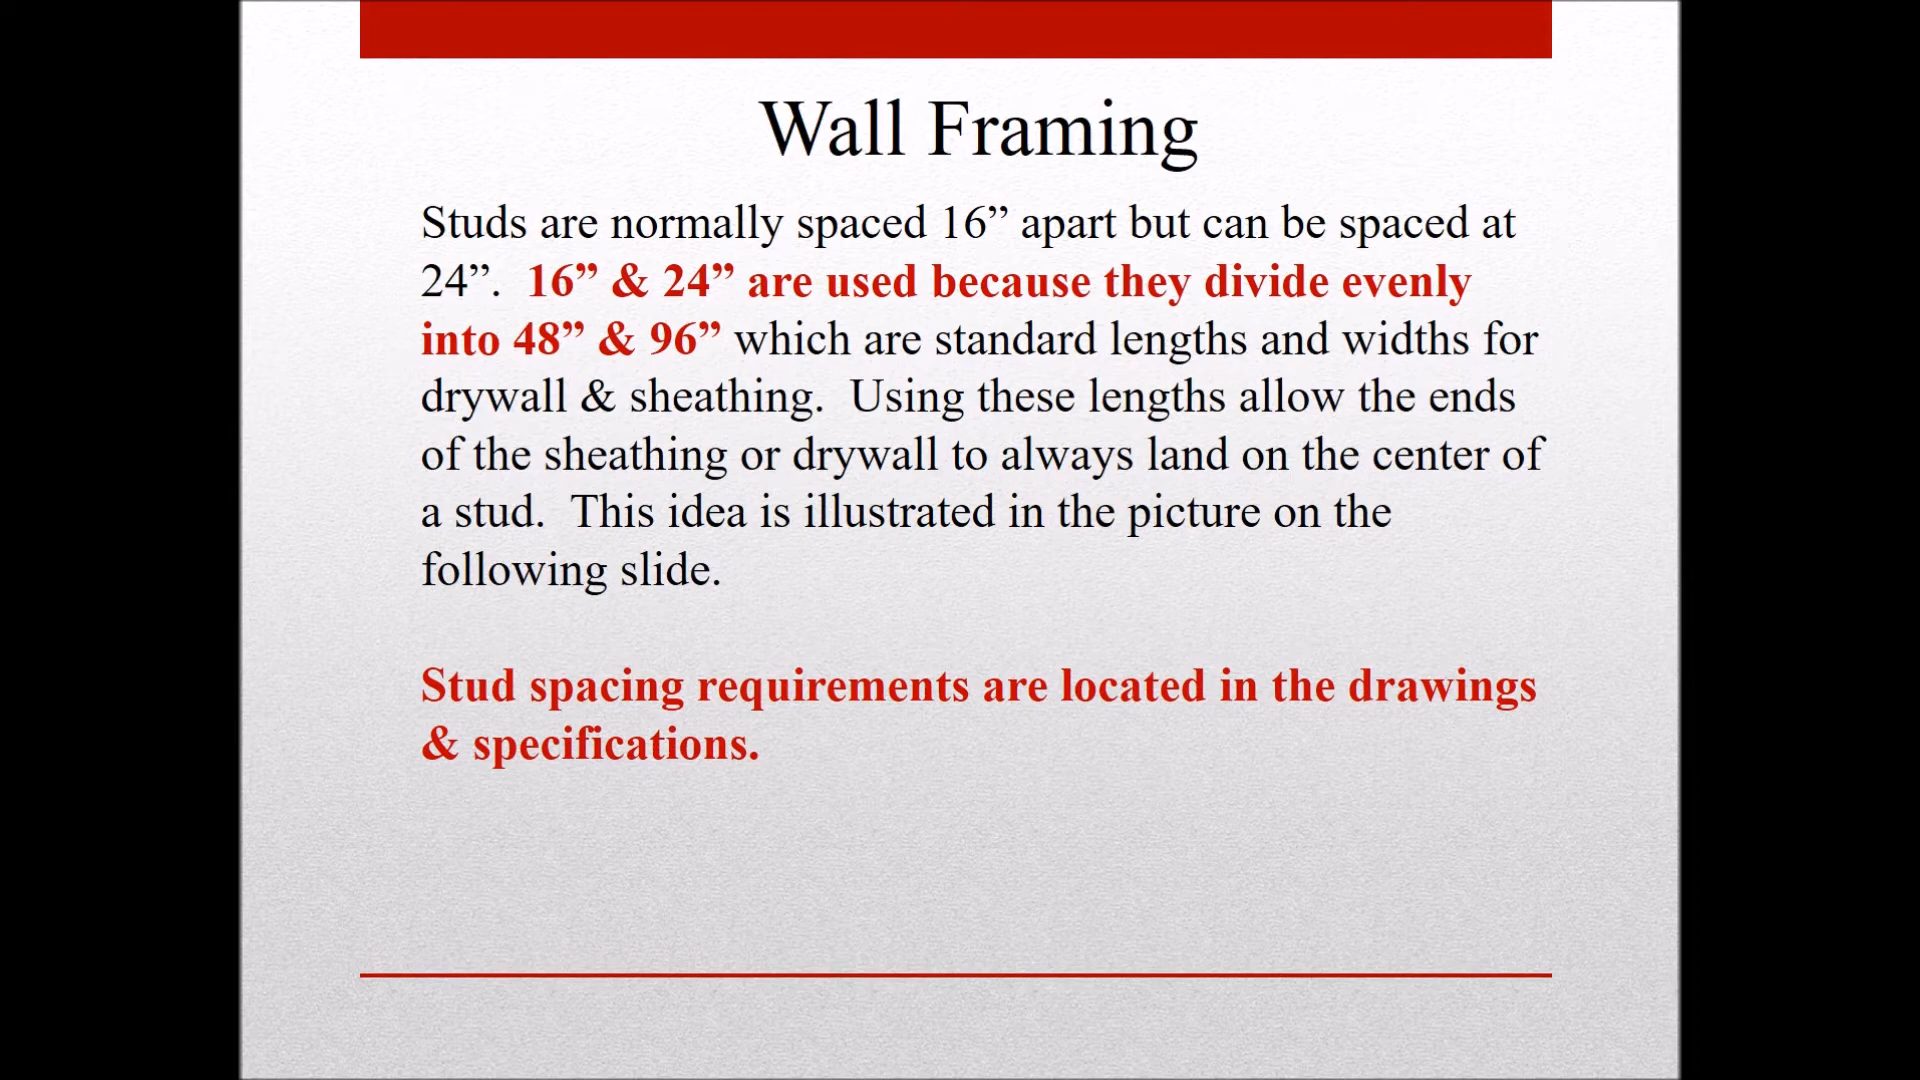 Wall Framing
Studs are normally spaced 16” apart but can be spaced at
24”.  16” & 24” are used because they divide evenly
into 48” & 96” which are standard lengths and widths for
drywall & sheathing.  Using these lengths allow the ends
of the sheathing or drywall to always land on the center of
a stud.  This idea is illustrated in the picture on the
following slide.
Stud spacing requirements are located in the drawings
& specifications.